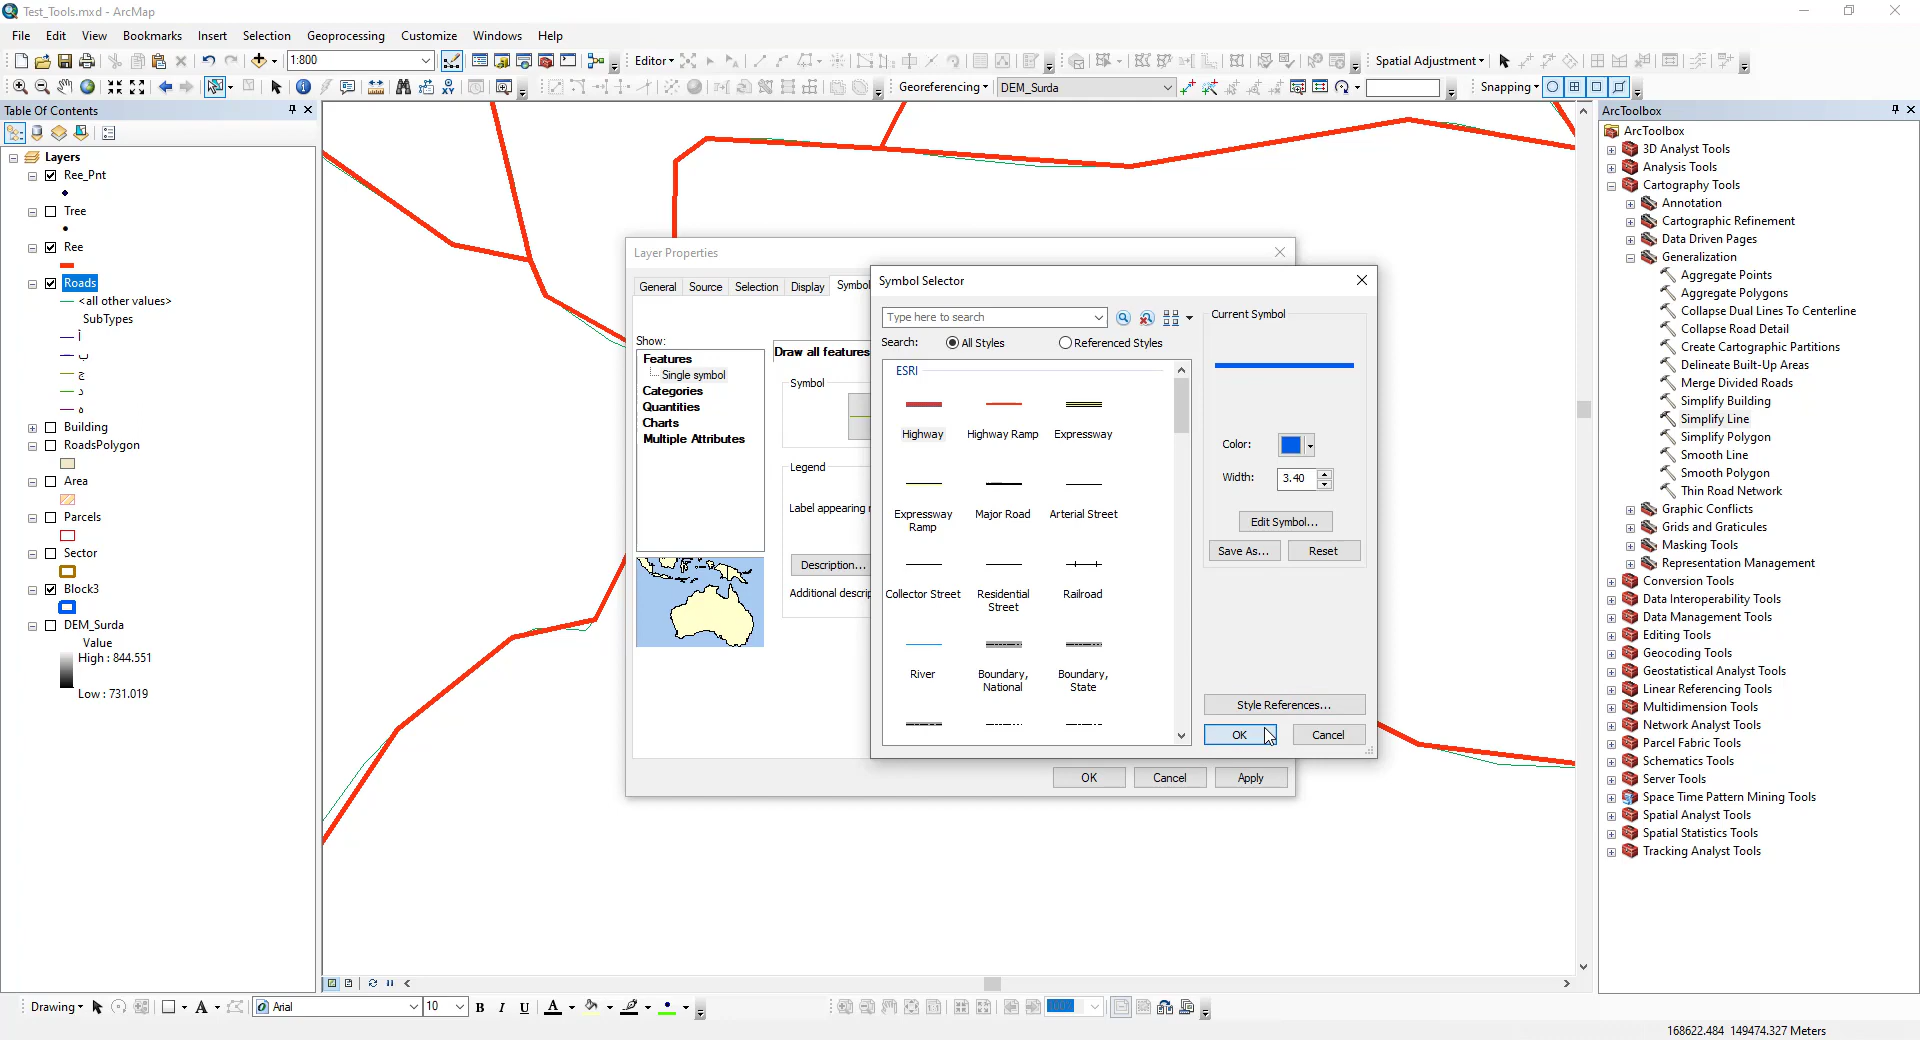 Test_Tools.mxd - ArcMap
File Edit View Bookmarks Insert Selection Geoprocessing Customize Windows Help
1:800
Editor
Spatial Adjustment
Georeferencing
DEM_Surda
Snapping
Table Of Contents
Layers
Ree_Pnt
Tree
Ree
Roads
<all other values>
SubTypes
أ
ب
ج
د
ه
Building
RoadsPolygon
Area
Parcels
Sector
Block3
DEM_Surda
Value
High : 844.551
Low : 731.019
Layer Properties
General Source Selection Display Symbol
Show:
Features
Single symbol
Categories
Quantities
Charts
Multiple Attributes
Draw all features
Symbol
Legend
Label appearing
Description...
Additional descrip
OK Cancel Apply
Symbol Selector
Type here to search
Search: All Styles Referenced Styles
ESRI
Highway Highway Ramp Expressway
Expressway Ramp Major Road Arterial Street
Collector Street Residential Street Railroad
River Boundary, National Boundary, State
Current Symbol
Color:
Width: 3.40
Edit Symbol...
Save As... Reset
Style References...
OK Cancel
ArcToolbox
ArcToolbox
3D Analyst Tools
Analysis Tools
Cartography Tools
Annotation
Cartographic Refinement
Data Driven Pages
Generalization
Aggregate Points
Aggregate Polygons
Collapse Dual Lines To Centerline
Collapse Road Detail
Create Cartographic Partitions
Delineate Built-Up Areas
Merge Divided Roads
Simplify Building
Simplify Line
Simplify Polygon
Smooth Line
Smooth Polygon
Thin Road Network
Graphic Conflicts
Grids and Graticules
Masking Tools
Representation Management
Conversion Tools
Data Interoperability Tools
Data Management Tools
Editing Tools
Geocoding Tools
Geostatistical Analyst Tools
Linear Referencing Tools
Multidimension Tools
Network Analyst Tools
Parcel Fabric Tools
Schematics Tools
Server Tools
Space Time Pattern Mining Tools
Spatial Analyst Tools
Spatial Statistics Tools
Tracking Analyst Tools
Drawing
Arial
10
B I U A
168622.484 149474.327 Meters